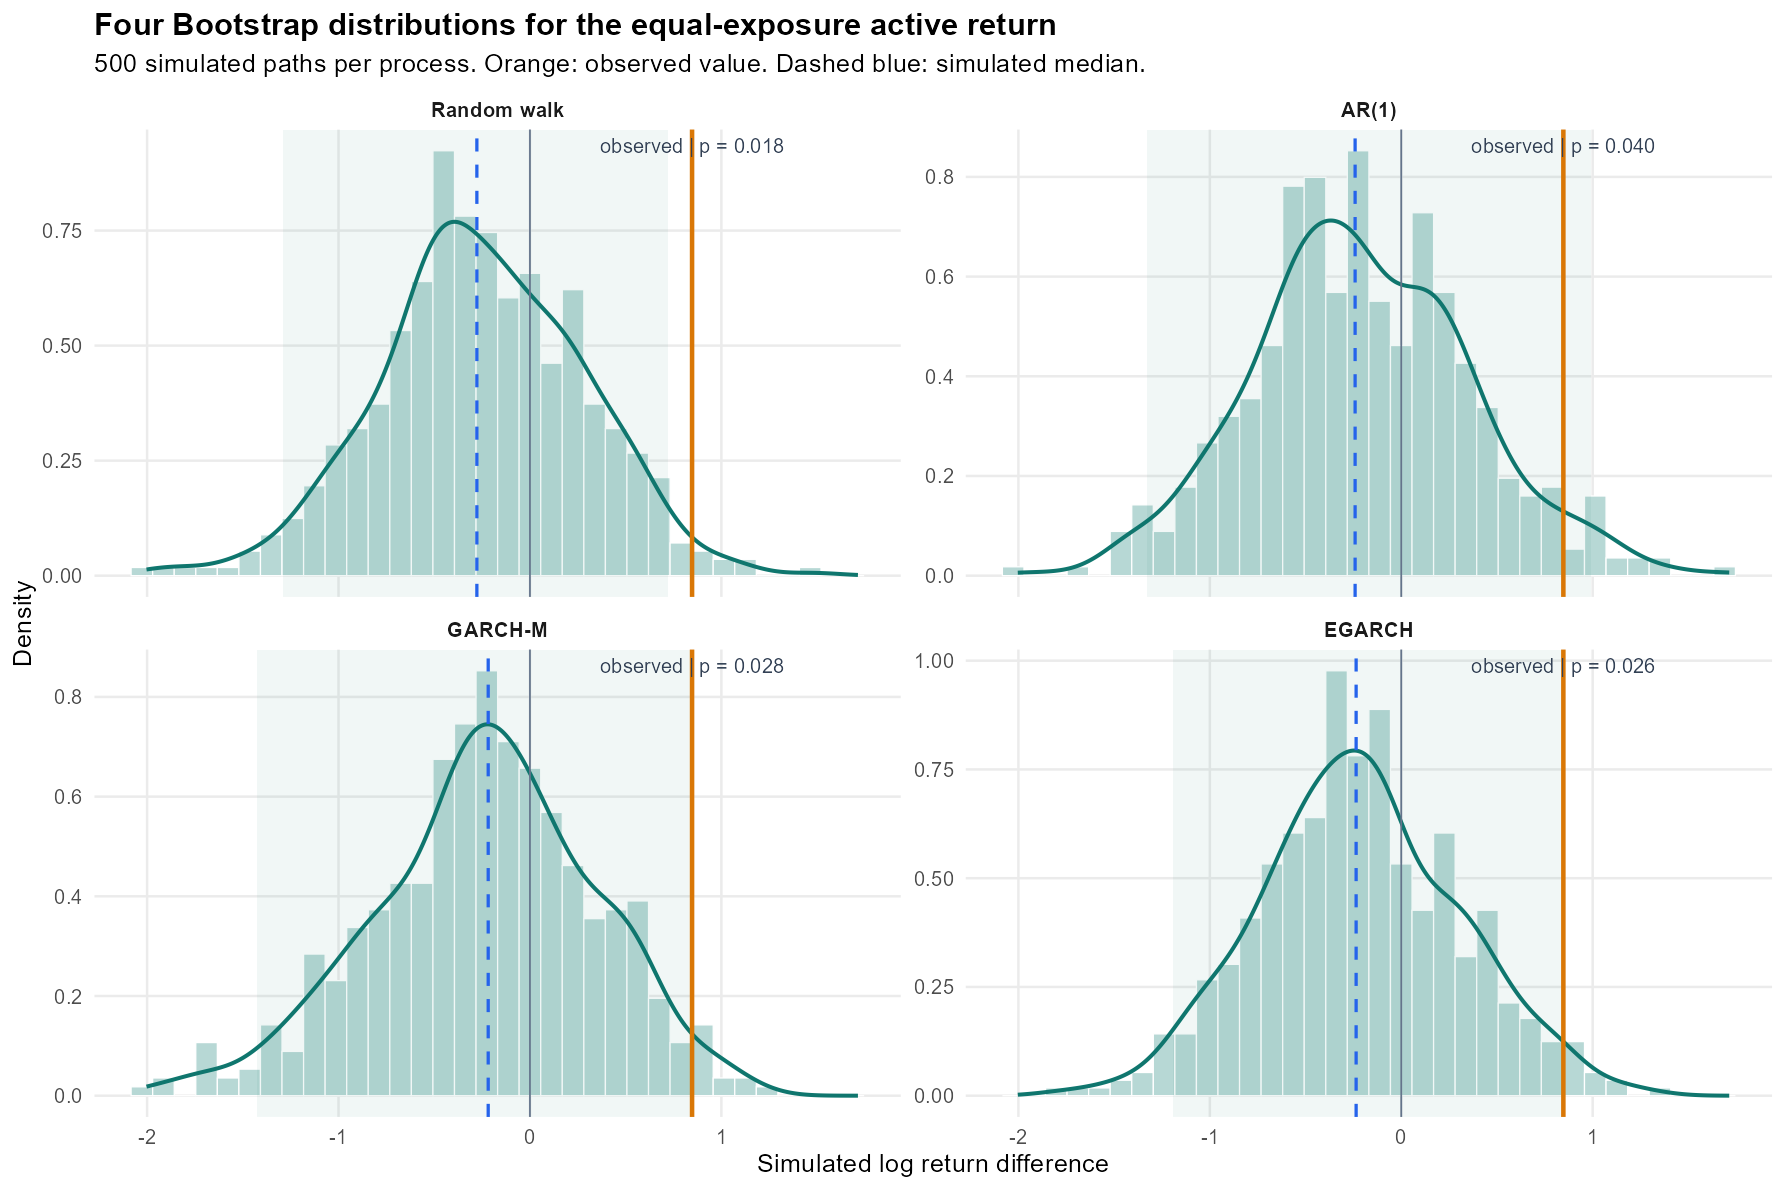 Four Bootstrap distributions for the equal-exposure active return
500 simulated paths per process. Orange: observed value. Dashed blue: simulated median.
Random walk
AR(1)
observed | p = 0.018
observed | p = 0.040
0.75
0.50
0.25
0.00
0.8
0.6
0.4
0.2
0.0
Density
GARCH-M
EGARCH
observed | p = 0.028
observed | p = 0.026
0.8
0.6
0.4
0.2
0.0
1.00
0.75
0.50
0.25
0.00
-2 -1 0 1
-2 -1 0 1
Simulated log return difference